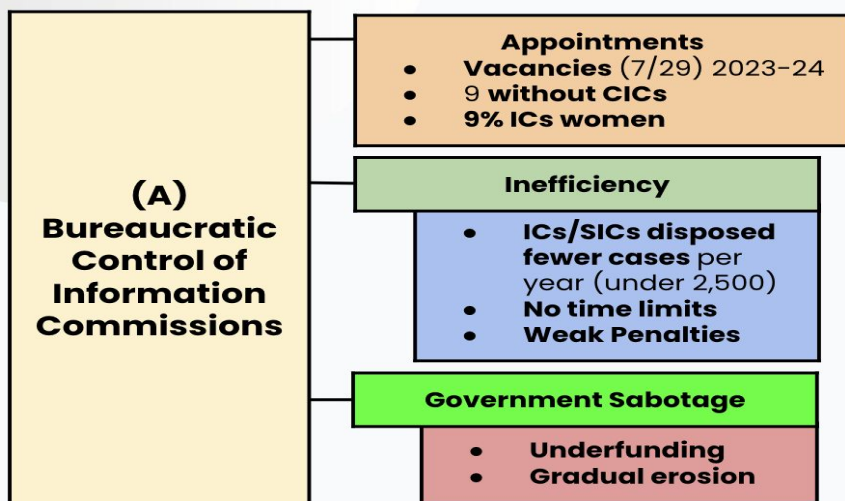 (A)
Bureaucratic
Control of
Information
Commissions
Appointments
• Vacancies (7/29) 2023-24
• 9 without CICs
• 9% ICs women
Inefficiency
• ICs/SICs disposed
fewer cases per
year (under 2,500)
• No time limits
• Weak Penalties
Government Sabotage
• Underfunding
• Gradual erosion